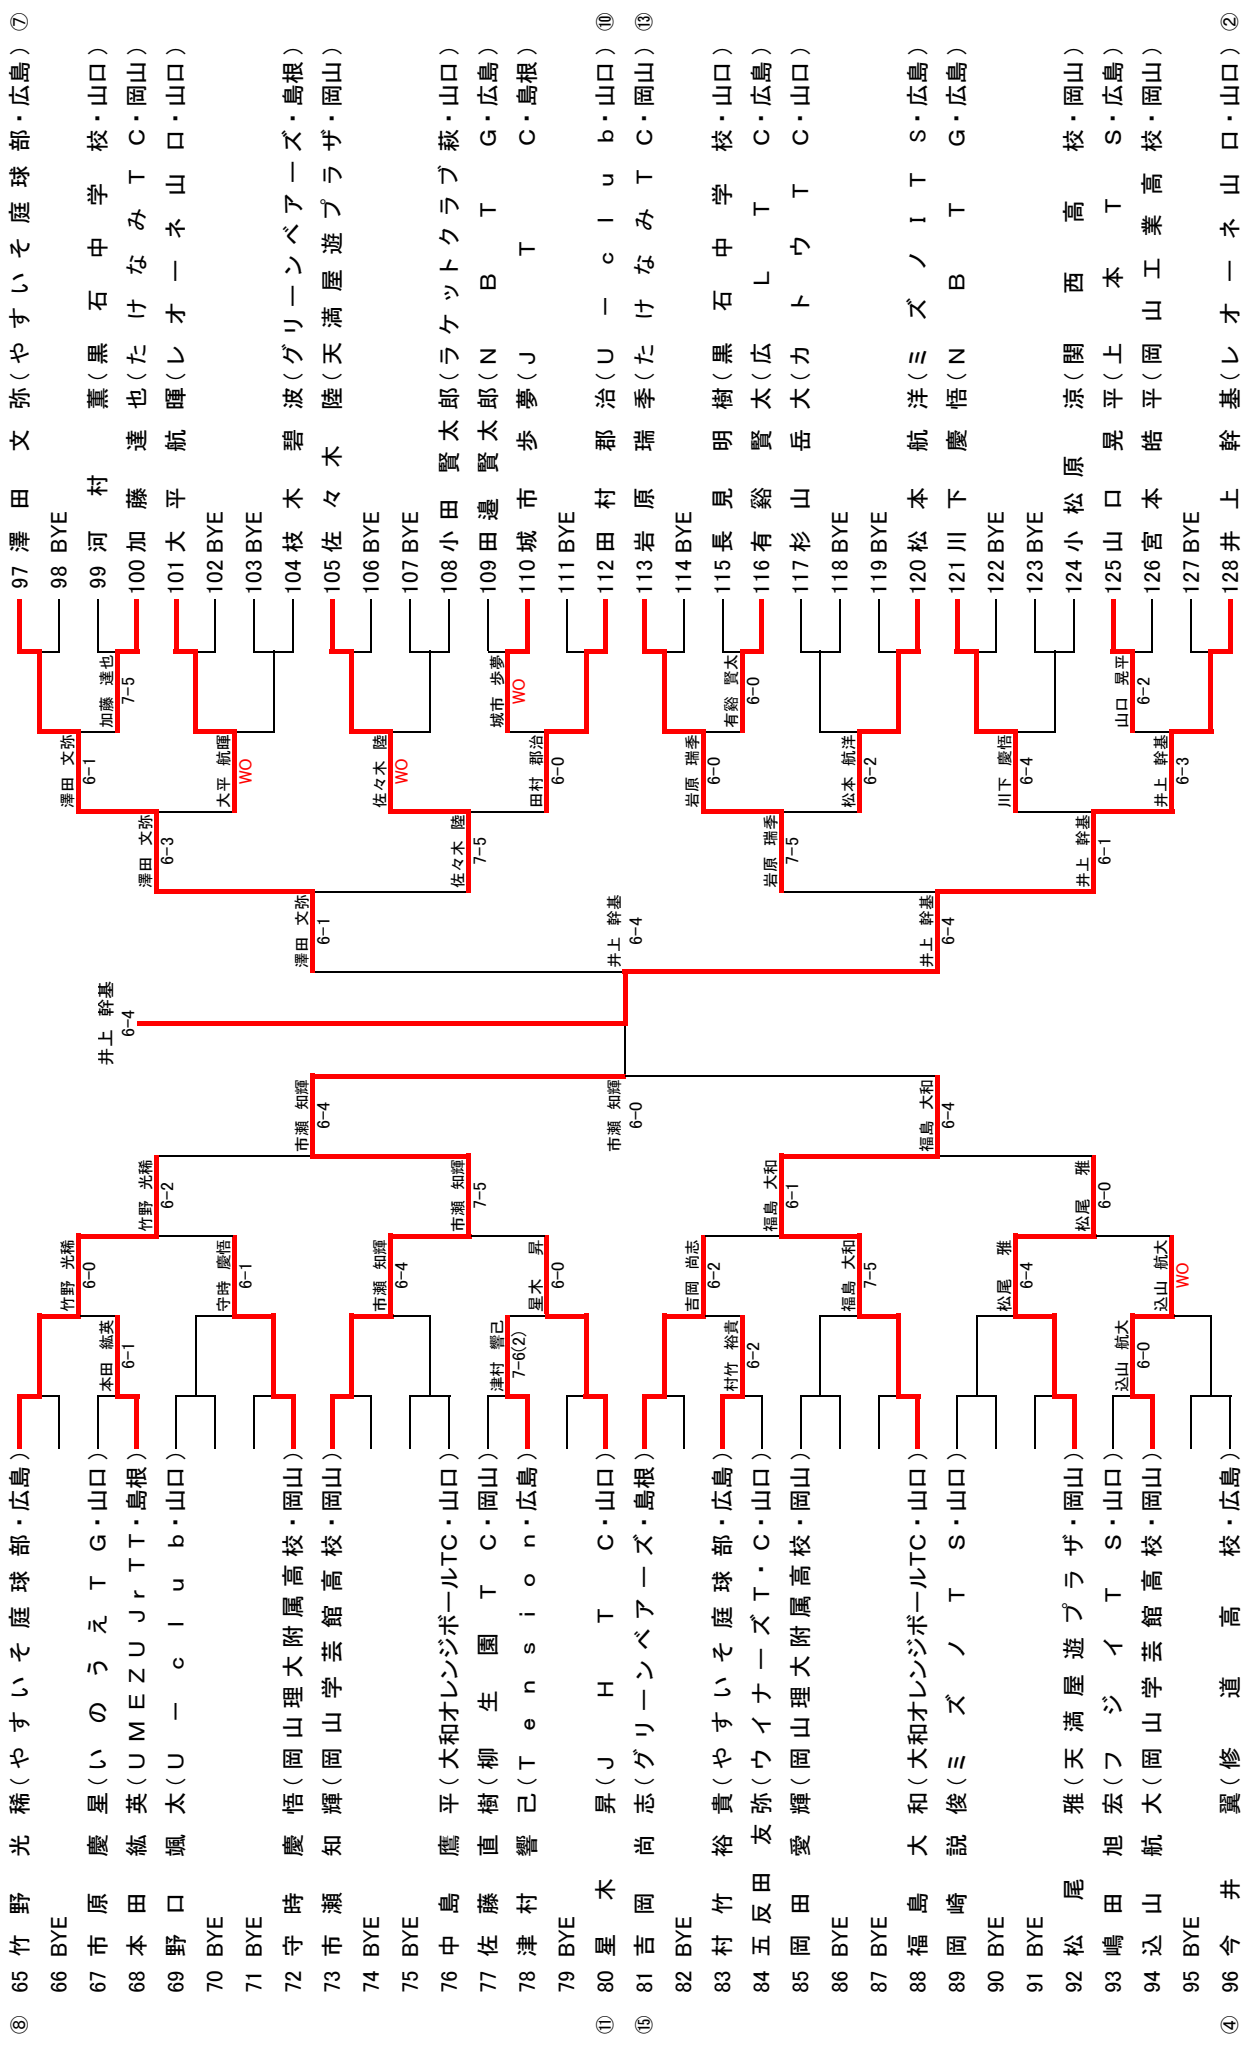 ⑧ 65 竹野 光稀(やすいそ庭球部・広島)
66 BYE
67 市原 慶星(いのうえTG・山口)
68 本田 紘英(UMEZU JrTT・島根)
69 野口 颯太(U-club・山口)
70 BYE
71 BYE
72 守時 慶悟(岡山理大附属高校・岡山)
73 市瀬 知輝(岡山学芸館高校・岡山)
74 BYE
75 BYE
76 中島 鷹平(大和オレンジボールTC・山口)
77 佐藤 直樹(柳生園TC・岡山)
78 津村 響己(Tension・広島)
79 BYE
⑪ 80 星木 昇(JHTC・山口)
⑮ 81 吉岡 尚志(グリーンベアーズ・島根)
82 BYE
83 村竹 裕貴(やすいそ庭球部・広島)
84 五反田 友弥(ウイナーズT・C・山口)
85 岡田 愛輝(岡山理大附属高校・岡山)
86 BYE
87 BYE
88 福島 大和(大和オレンジボールTC・山口)
89 岡崎 説俊(ミズノTS・山口)
90 BYE
91 BYE
92 松尾 雅(天満屋遊プラザ・岡山)
93 嶋田 旭宏(フジイTS・山口)
94 込山 航大(岡山学芸館高校・岡山)
95 BYE
④ 96 今井 翼(修道高校・広島)
本田 紘英
6-1
津村 響己
7-6(2)
村竹 裕貴
6-2
込山 航大
6-0
竹野 光稀
6-0
守時 慶悟
6-1
市瀬 知輝
6-4
星木 昇
6-0
吉岡 尚志
6-2
福島 大和
7-5
松尾 雅
6-4
込山 航大
WO
竹野 光稀
6-2
市瀬 知輝
7-5
福島 大和
6-1
松尾 雅
6-0
市瀬 知輝
6-4
福島 大和
6-4
市瀬 知輝
6-0
井上 幹基
6-4
井上 幹基
6-4
澤田 文弥
6-1
井上 幹基
6-4
澤田 文弥
6-3
佐々木 陸
7-5
岩原 瑞季
7-5
井上 幹基
6-1
澤田 文弥
6-1
大平 航暉
WO
佐々木 陸
WO
田村 郡治
6-0
岩原 瑞季
6-0
松本 航洋
6-2
川下 慶悟
6-4
井上 幹基
6-3
加藤 達也
7-5
城市 歩夢
WO
有谿 賢太
6-0
山口 晃平
6-2
97 澤田 文弥(やすいそ庭球部・広島) ⑦
98 BYE
99 河村 薫(黒石中学校・山口)
100 加藤 達也(たけなみTC・岡山)
101 大平 航暉(レオーネ山口・山口)
102 BYE
103 BYE
104 枝木 碧波(グリーンベアーズ・島根)
105 佐々木 陸(天満屋遊プラザ・岡山)
106 BYE
107 BYE
108 小田 賢太郎(ラケットクラブ萩・山口)
109 田邉 賢太郎(NBTG・広島)
110 城市 歩夢(JTC・島根)
111 BYE
112 田村 郡治(U-club・山口) ⑩
113 岩原 瑞季(たけなみTC・岡山) ⑬
114 BYE
115 長見 明樹(黒石中学校・山口)
116 有谿 賢太(広LTC・広島)
117 杉山 岳大(カトウTC・山口)
118 BYE
119 BYE
120 松本 航洋(ミズノITS・広島)
121 川下 慶悟(NBTG・広島)
122 BYE
123 BYE
124 小松原 涼(関西高校・岡山)
125 山口 晃平(上本TS・広島)
126 宮本 皓平(岡山工業高校・岡山)
127 BYE
128 井上 幹基(レオーネ山口・山口) ②